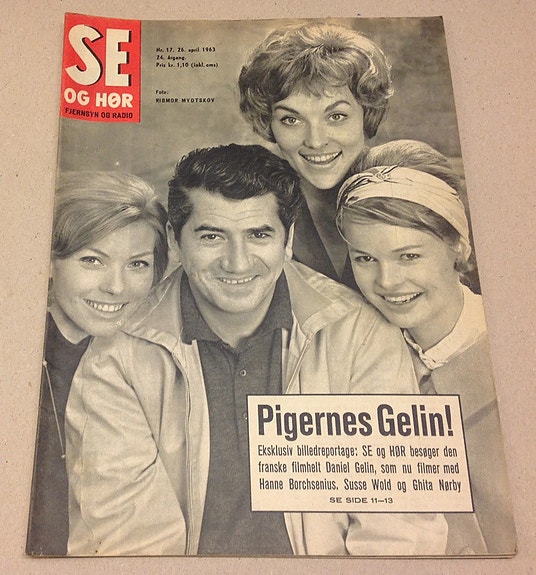 SE
OG HØR
FJERNSYN OG RADIO
Nr. 17. 26. april 1963
24. årgang.
Pris kr. 1,10 (inkl. oms)
Foto:
RIGMOR MYDTSKOV
Pigernes Gelin!
Eksklusiv billedreportage: SE og HØR besøger den
franske filmhelt Daniel Gelin, som nu filmer med
Hanne Borchsenius, Susse Wold og Ghita Nørby
SE SIDE 11—13